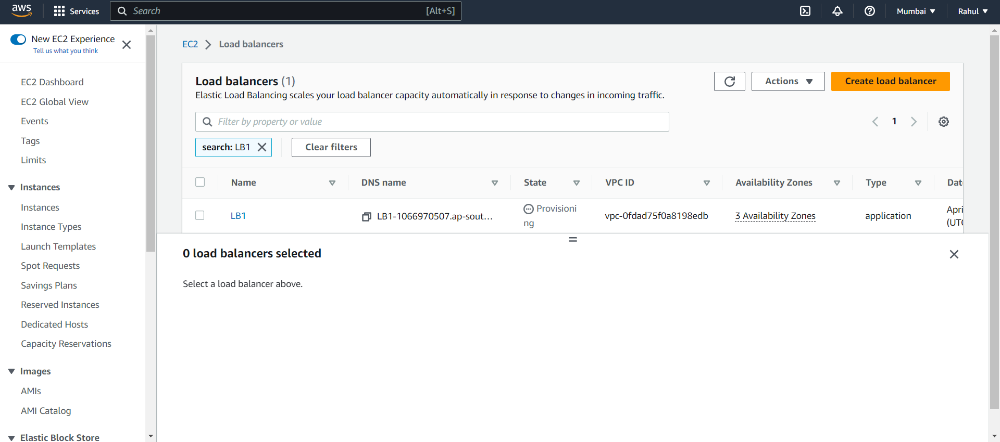 aws
Services
Search
[Alt+S]
Mumbai
Rahul
New EC2 Experience
Tell us what you think
EC2 Dashboard
EC2 Global View
Events
Tags
Limits
Instances
Instances
Instance Types
Launch Templates
Spot Requests
Savings Plans
Reserved Instances
Dedicated Hosts
Capacity Reservations
Images
AMIs
AMI Catalog
Elastic Block Store
EC2 > Load balancers
Load balancers (1)
Elastic Load Balancing scales your load balancer capacity automatically in response to changes in incoming traffic.
Actions
Create load balancer
Filter by property or value
1
search: LB1
Clear filters
Name DNS name State VPC ID Availability Zones Type Dat
LB1 LB1-1066970507.ap-sout... Provisioni vpc-0fdad75f0a8198edb 3 Availability Zones application Apri
ng (UTC
0 load balancers selected
Select a load balancer above.